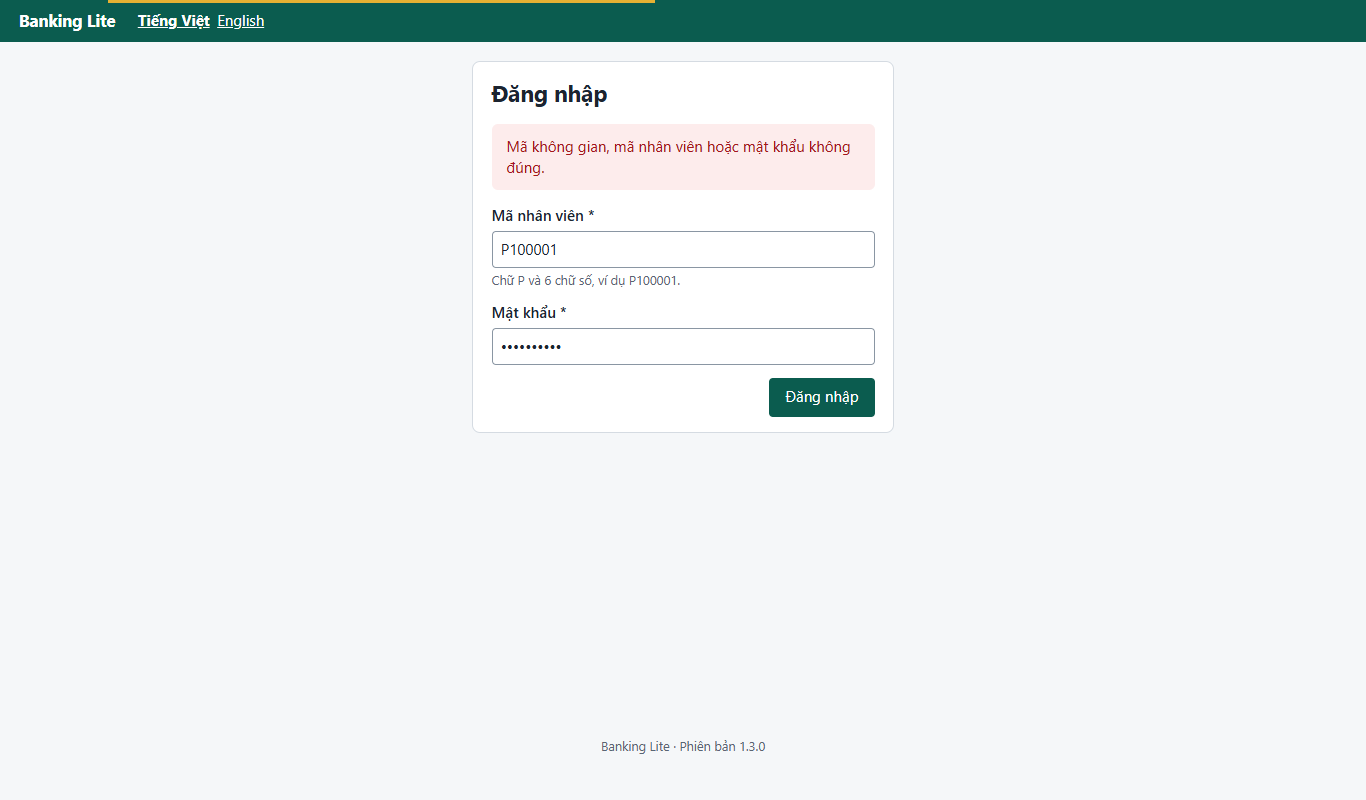 Banking Lite Tiếng Việt English
Đăng nhập
Mã không gian, mã nhân viên hoặc mật khẩu không
đúng.
Mã nhân viên *
P100001
Chữ P và 6 chữ số, ví dụ P100001.
Mật khẩu *
••••••••••
Đăng nhập
Banking Lite · Phiên bản 1.3.0